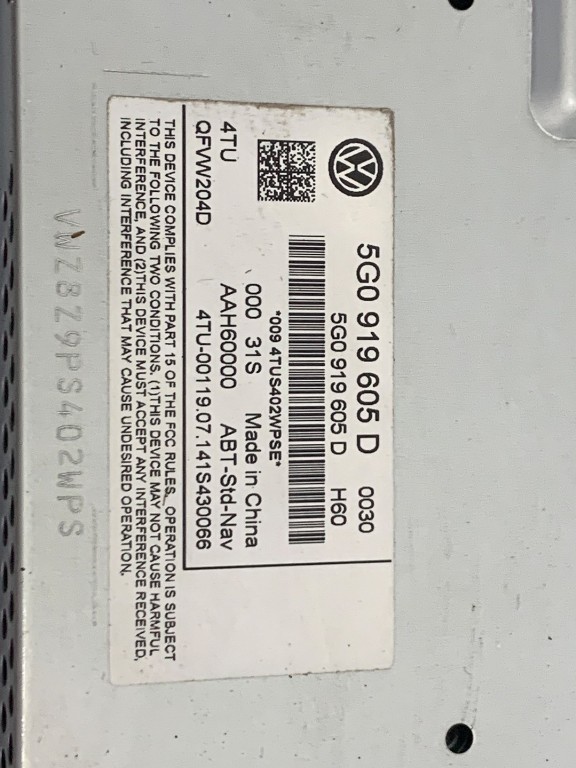 5G0 919 605 D 0030
5G0 919 605 D H60
*009 4TUS402WPSE*
000 31S Made in China
AAH60000 ABT-Std-Nav
4TU
QFVW204D 4TU-00119.07.141S430066
THIS DEVICE COMPLIES WITH PART 15 OF THE FCC RULES. OPERATION IS SUBJECT
TO THE FOLLOWING TWO CONDITIONS, (1)THIS DEVICE MAY NOT CAUSE HARMFUL
INTERFERENCE, AND (2)THIS DEVICE MUST ACCEPT ANY INTERFERENCE RECEIVED,
INCLUDING INTERFERENCE THAT MAY CAUSE UNDESIRED OPERATION.
VWZ8Z9PS402WPS